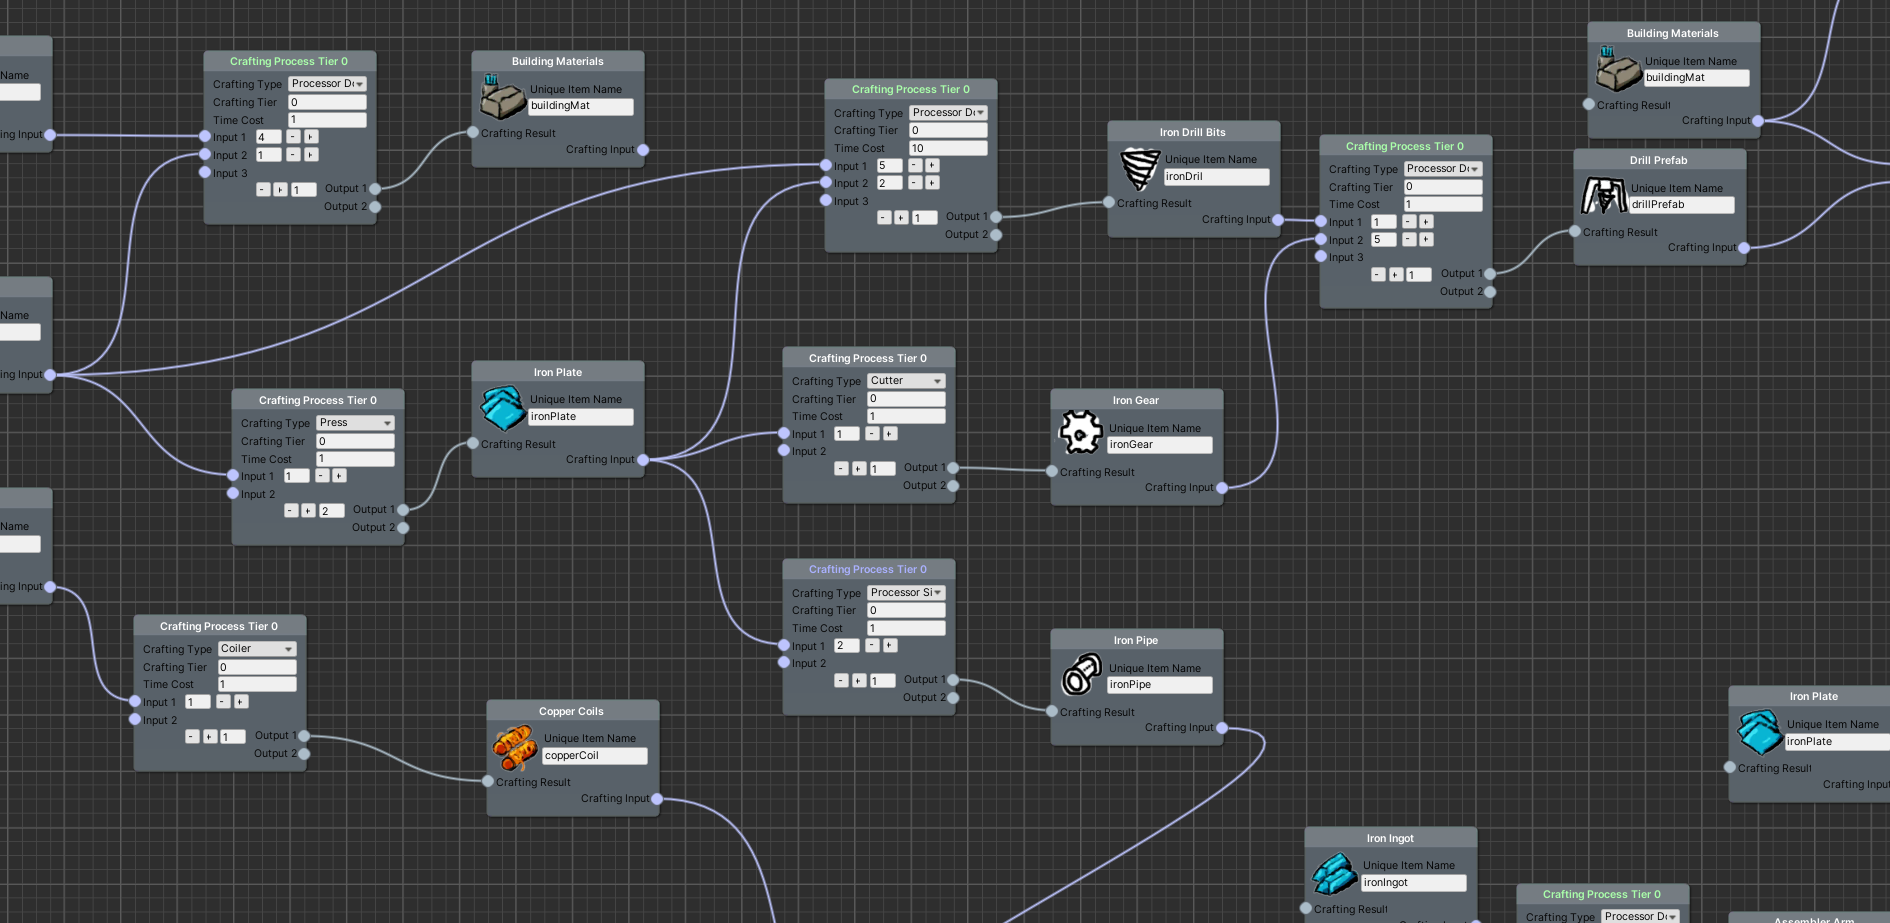 Name
ing Input
Name
ing Input
Name
ing Input
Crafting Process Tier 0
Crafting Type
Crafting Tier 0
Time Cost 1
Input 1 4 - +
Input 2 1 - +
Input 3
- + 1 Output 1
Output 2
Building Materials
Unique Item Name
buildingMat
Crafting Result
Crafting Input
Crafting Process Tier 0
Crafting Type Press
Crafting Tier 0
Time Cost 1
Input 1 1 - +
Input 2
- + 2 Output 1
Output 2
Iron Plate
Unique Item Name
ironPlate
Crafting Result
Crafting Input
Crafting Process Tier 0
Crafting Type Coiler
Crafting Tier 0
Time Cost 1
Input 1 1 - +
Input 2
- + 1 Output 1
Output 2
Copper Coils
Unique Item Name
copperCoil
Crafting Result
Crafting Input
Crafting Process Tier 0
Crafting Type Processor
Crafting Tier 0
Time Cost 10
Input 1 5 - +
Input 2 2 - +
Input 3
- + 1 Output 1
Output 2
Iron Drill Bits
Unique Item Name
ironDril
Crafting Result
Crafting Input
Crafting Process Tier 0
Crafting Type Cutter
Crafting Tier 0
Time Cost 1
Input 1 1 - +
Input 2
- + 1 Output 1
Output 2
Iron Gear
Unique Item Name
ironGear
Crafting Result
Crafting Input
Crafting Process Tier 0
Crafting Type Processor Si
Crafting Tier 0
Time Cost 1
Input 1 2 - +
Input 2
- + 1 Output 1
Output 2
Iron Pipe
Unique Item Name
ironPipe
Crafting Result
Crafting Input
Crafting Process Tier 0
Crafting Type Processor
Crafting Tier 0
Time Cost 1
Input 1 1 - +
Input 2 5 - +
Input 3
- + 1 Output 1
Output 2
Building Materials
Unique Item Name
buildingMat
Crafting Result
Crafting Input
Drill Prefab
Unique Item Name
drillPrefab
Crafting Result
Crafting Input
Iron Plate
Unique Item Name
ironPlate
Crafting Result
Crafting Input
Iron Ingot
Unique Item Name
ironIngot
Crafting Result
Crafting Process Tier 0
Crafting Type Processor
Assembler Arm